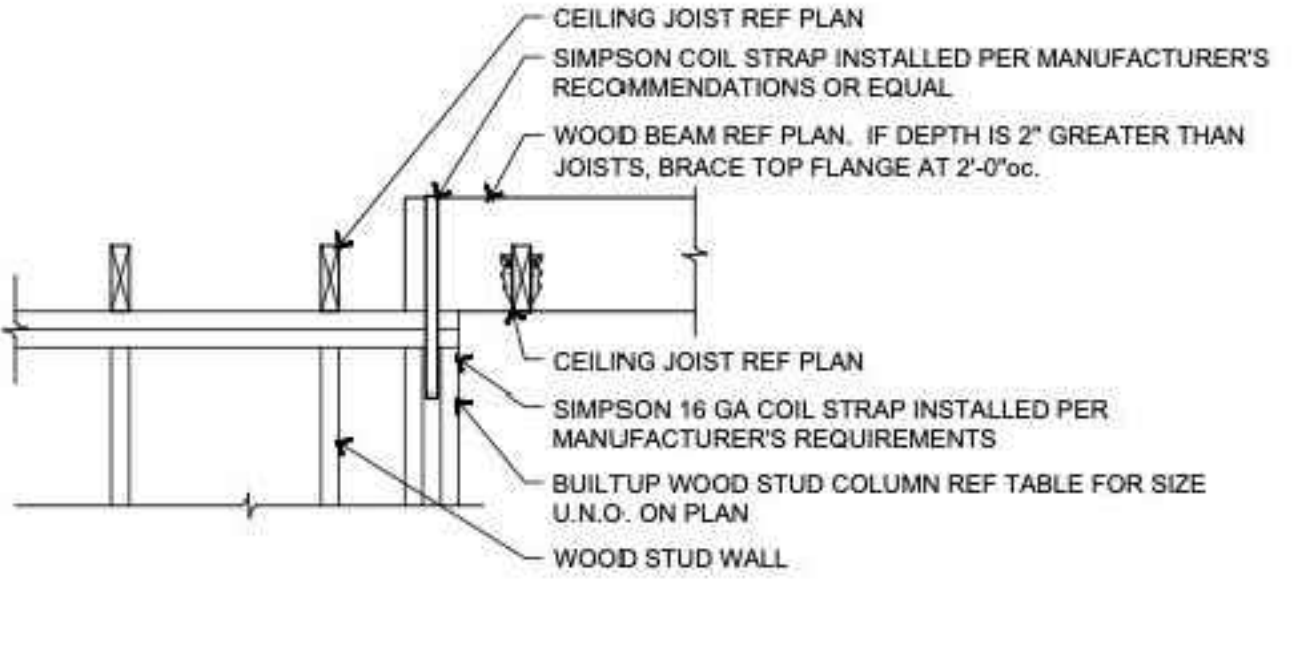 CEILING JOIST REF PLAN
SIMPSON COIL STRAP INSTALLED PER MANUFACTURER'S
RECOMMENDATIONS OR EQUAL
WOOD BEAM REF PLAN. IF DEPTH IS 2" GREATER THAN
JOISTS, BRACE TOP FLANGE AT 2'-0"oc.
CEILING JOIST REF PLAN
SIMPSON 16 GA COIL STRAP INSTALLED PER
MANUFACTURER'S REQUIREMENTS
BUILTUP WOOD STUD COLUMN REF TABLE FOR SIZE
U.N.O. ON PLAN
WOOD STUD WALL